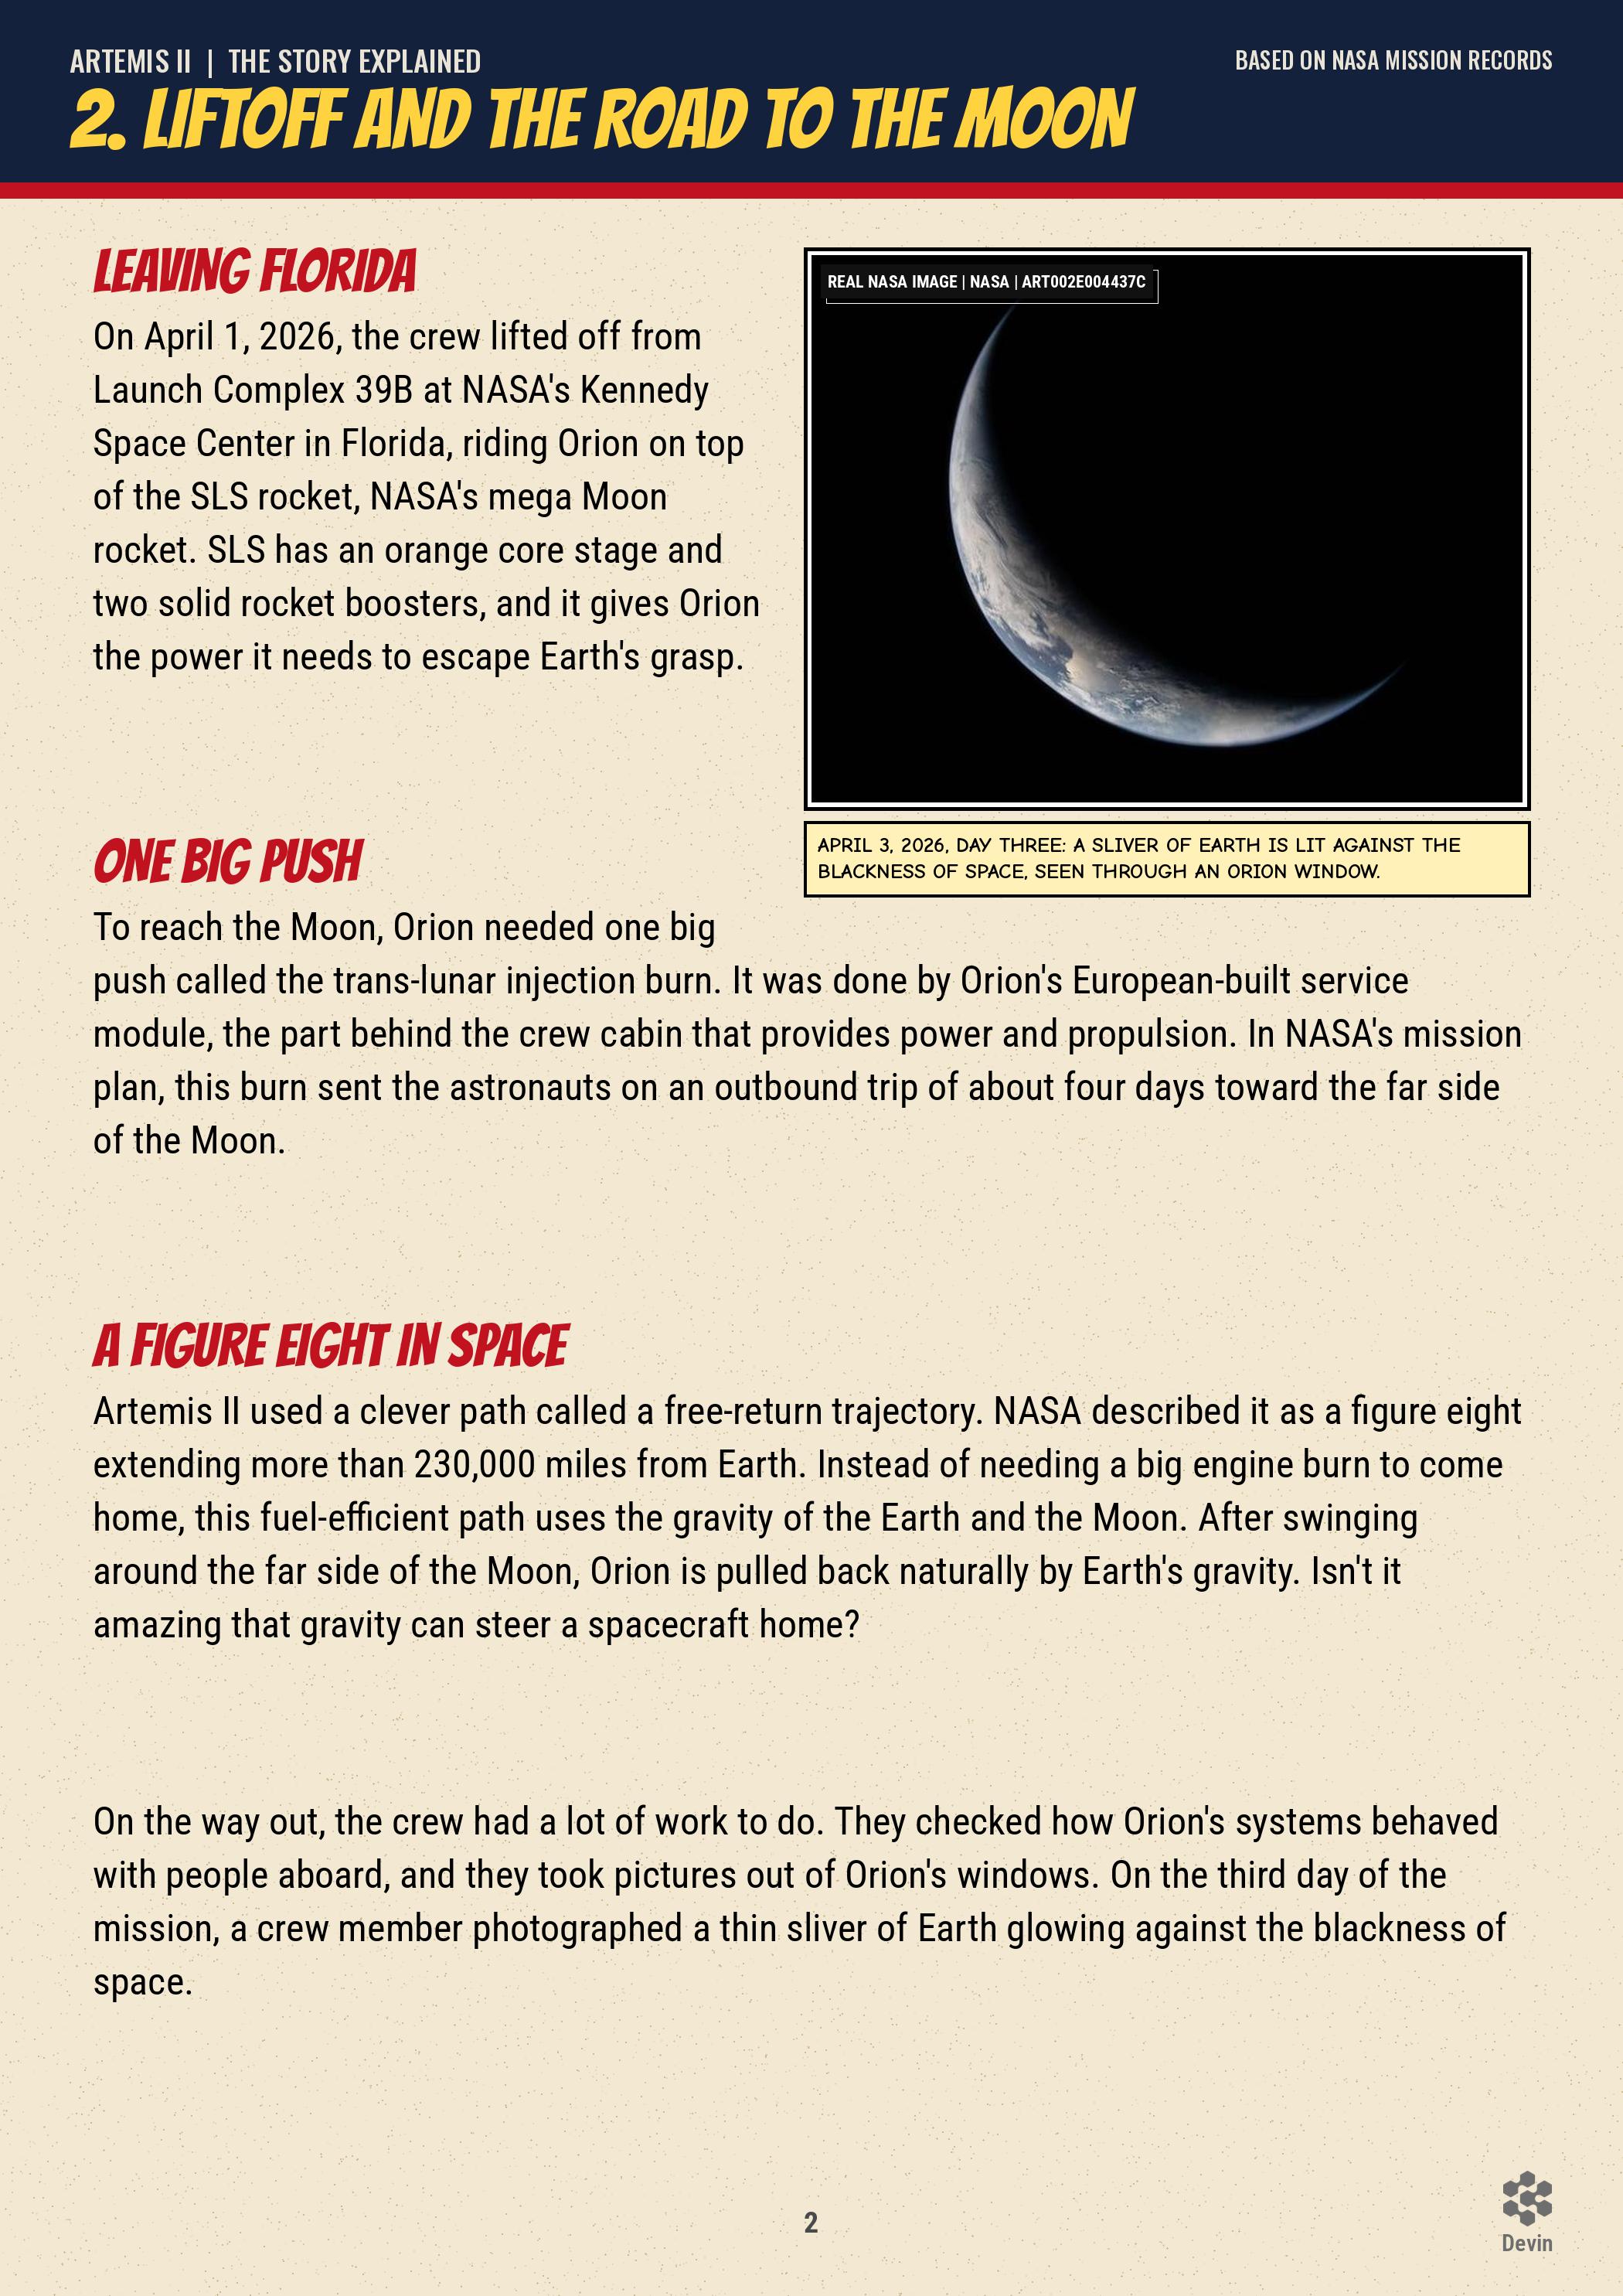 ARTEMIS II | THE STORY EXPLAINED
BASED ON NASA MISSION RECORDS
2. LIFTOFF AND THE ROAD TO THE MOON
LEAVING FLORIDA
On April 1, 2026, the crew lifted off from
Launch Complex 39B at NASA's Kennedy
Space Center in Florida, riding Orion on top
of the SLS rocket, NASA's mega Moon
rocket. SLS has an orange core stage and
two solid rocket boosters, and it gives Orion
the power it needs to escape Earth's grasp.
REAL NASA IMAGE | NASA | ART002E004437C
APRIL 3, 2026, DAY THREE: A SLIVER OF EARTH IS LIT AGAINST THE
BLACKNESS OF SPACE, SEEN THROUGH AN ORION WINDOW.
ONE BIG PUSH
To reach the Moon, Orion needed one big
push called the trans-lunar injection burn. It was done by Orion's European-built service
module, the part behind the crew cabin that provides power and propulsion. In NASA's mission
plan, this burn sent the astronauts on an outbound trip of about four days toward the far side
of the Moon.
A FIGURE EIGHT IN SPACE
Artemis II used a clever path called a free-return trajectory. NASA described it as a figure eight
extending more than 230,000 miles from Earth. Instead of needing a big engine burn to come
home, this fuel-efficient path uses the gravity of the Earth and the Moon. After swinging
around the far side of the Moon, Orion is pulled back naturally by Earth's gravity. Isn't it
amazing that gravity can steer a spacecraft home?
On the way out, the crew had a lot of work to do. They checked how Orion's systems behaved
with people aboard, and they took pictures out of Orion's windows. On the third day of the
mission, a crew member photographed a thin sliver of Earth glowing against the blackness of
space.
2
Devin